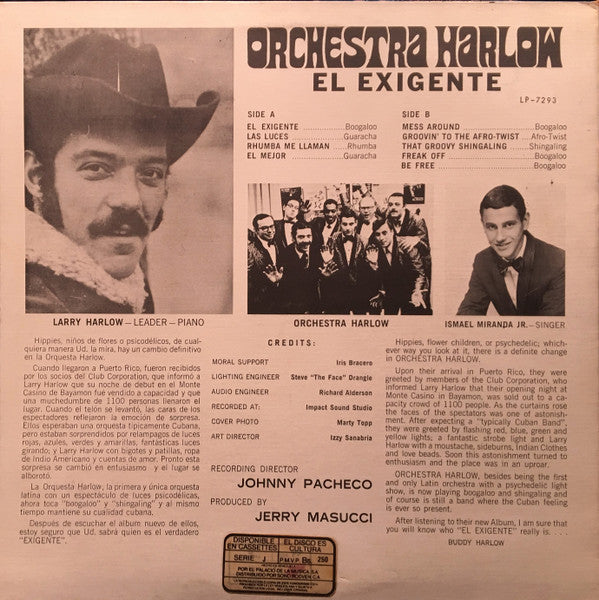 ORCHESTRA HARLOW
EL EXIGENTE
LP-7293
SIDE A
EL EXIGENTE ..............Boogaloo
LAS LUCES ..................Guaracha
RHUMBA ME LLAMAN .......Rhumba
EL MEJOR ....................Guaracha
SIDE B
MESS AROUND ......................Boogaloo
GROOVIN' TO THE AFRO-TWIST ...Afro-Twist
THAT GROOVY SHINGALING ......Shingaling
FREAK OFF ..........................Boogaloo
BE FREE ..............................Boogaloo
LARRY HARLOW—LEADER—PIANO
ORCHESTRA HARLOW
ISMAEL MIRANDA JR.—SINGER
Hippies, niños de flores o psicodélicos, de cual-
quiera manera Ud. la mira, hay un cambio definitivo
en la Orquesta Harlow.
Cuando llegaron a Puerto Rico, fueron recibidos
por los socios del Club Corporation, que informó a
Larry Harlow que su noche de debut en el Monte
Casino de Bayamon fué vendido a capacidad y que
una muchedumbre de 1100 personas llenaron el
lugar. Cuando el telón se levantó, las caras de los
espectadores reflejaron la emoción de sorpresa.
Ellos esperaban una orquesta típicamente Cubana,
pero estaban sorprendidos por relampagos de luces
rojas, azules, verdes y amarillas, fantásticas luces
girando, y Larry Harlow con bigotes y patillas, ropa
de Indio Americano y cuentas de amor. Pronto esta
sorpresa se cambió en entusiasmo y el lugar se
alborotó.
La Orquesta Harlow, la primera y única orquesta
latina con un espectáculo de luces psicodélicas,
ahora toca "boogaloo" y "shingaling" y al mismo
tiempo mantiene su cualidad cubana.
Después de escuchar el album nuevo de ellos,
estoy seguro que Ud. sabrá quien es el verdadero
"EXIGENTE".
CREDITS:
MORAL SUPPORT Iris Bracero
LIGHTING ENGINEER Steve "The Face" Drangle
AUDIO ENGINEER Richard Alderson
RECORDED AT: Impact Sound Studio
COVER PHOTO Marty Topp
ART DIRECTOR Izzy Sanabria
RECORDING DIRECTOR
JOHNNY PACHECO
PRODUCED BY
JERRY MASUCCI
Hippies, flower children, or psychedelic; which-
ever way you look at it, there is a definite change
in ORCHESTRA HARLOW.
Upon their arrival in Puerto Rico, they were
greeted by members of the Club Corporation, who
informed Larry Harlow that their opening night at
Monte Casino in Bayamon, was sold out to a ca-
pacity crowd of 1100 people. As the curtains rose
the faces of the spectators was one of astonish-
ment. After expecting a "typically Cuban Band",
they were greeted by flashing red, blue, green and
yellow lights; a fantastic strobe light and Larry
Harlow with a moustache, sideburns, Indian Clothes
and love beads. Soon this astonishment turned to
enthusiasm and the place was in an uproar.
ORCHESTRA HARLOW, besides being the first
and only Latin orchestra with a psychedelic light
show, is now playing boogaloo and shingaling and
of course is still a band where the Cuban feeling
is ever so present.
After listening to their new Album, I am sure that
you will know who "EL EXIGENTE" really is. . . .
BUDDY HARLOW
DISPONIBLE
EN CASSETTES
EL DISCO ES
CULTURA
SERIE J
P.M.V.P. Bs. 250
POR EL PALACIO DE LA MUSICA, S.A.
DISTRIBUIDO POR SONO RODVEN C.A.